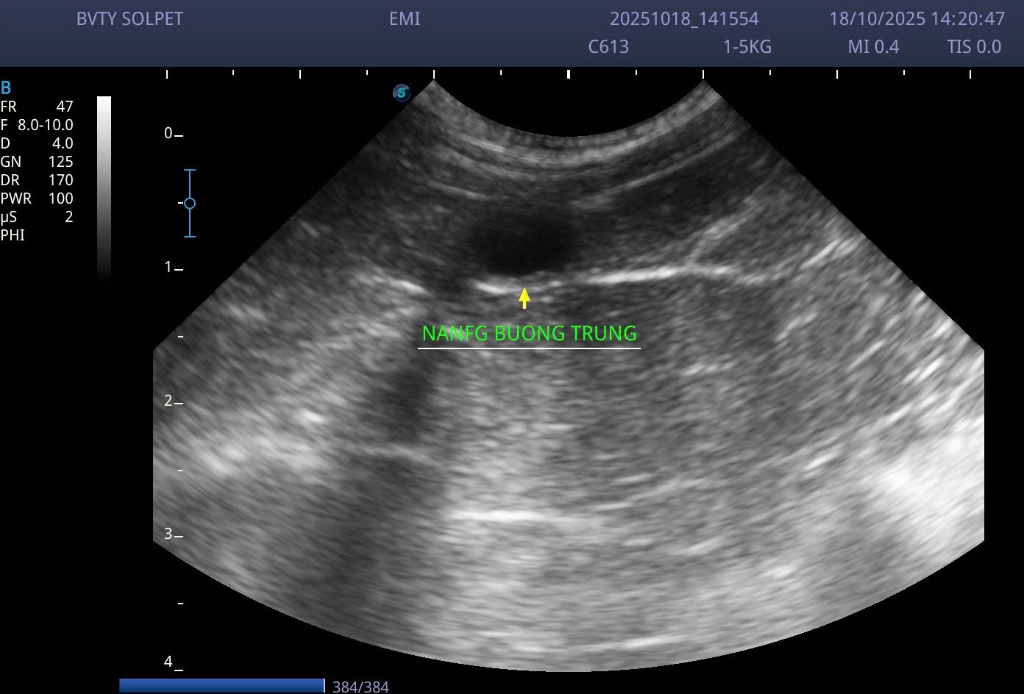 BVTY SOLPET EMI 20251018_141554 18/10/2025 14:20:47
C613 1-5KG MI 0.4 TIS 0.0
B
FR 47
F 8.0-10.0
D 4.0
GN 125
DR 170
PWR 100
µS 2
PHI
S
0
1
NANFG BUONG TRUNG
2
3
4
384/384